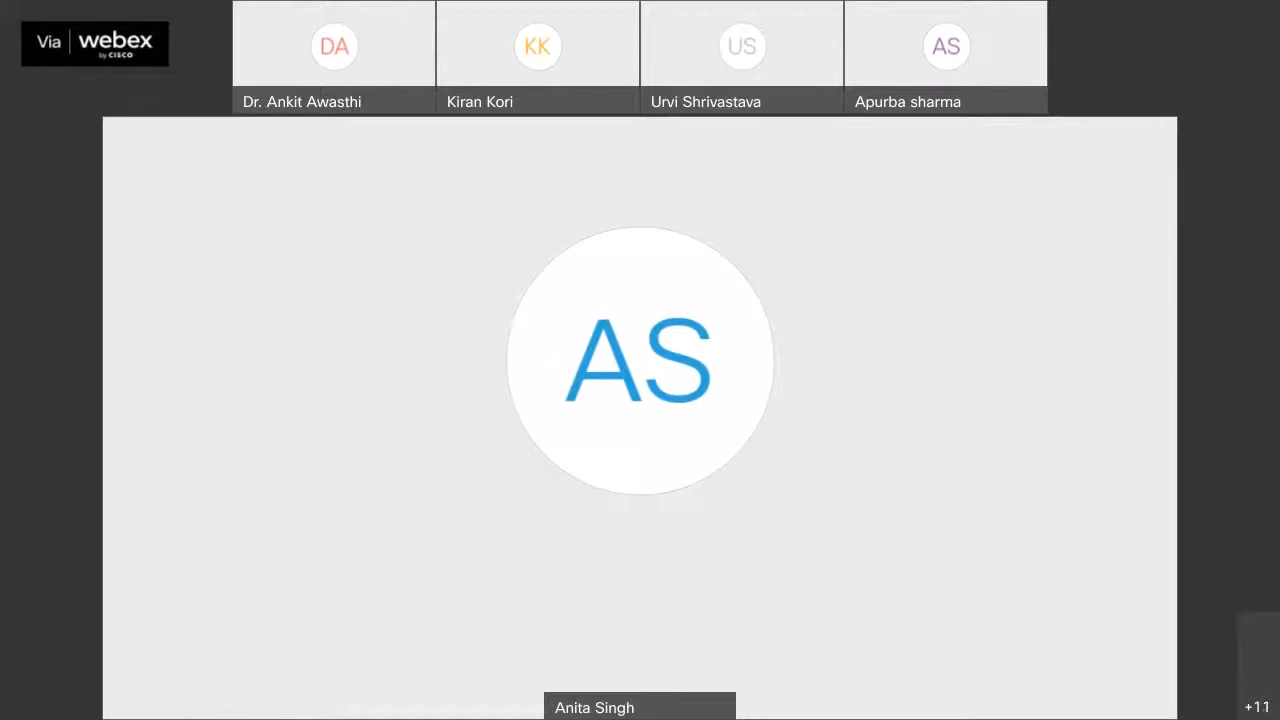 Via webex
by CISCO
DA
KK
US
AS
Dr. Ankit Awasthi
Kiran Kori
Urvi Shrivastava
Apurba sharma
AS
Anita Singh
+11